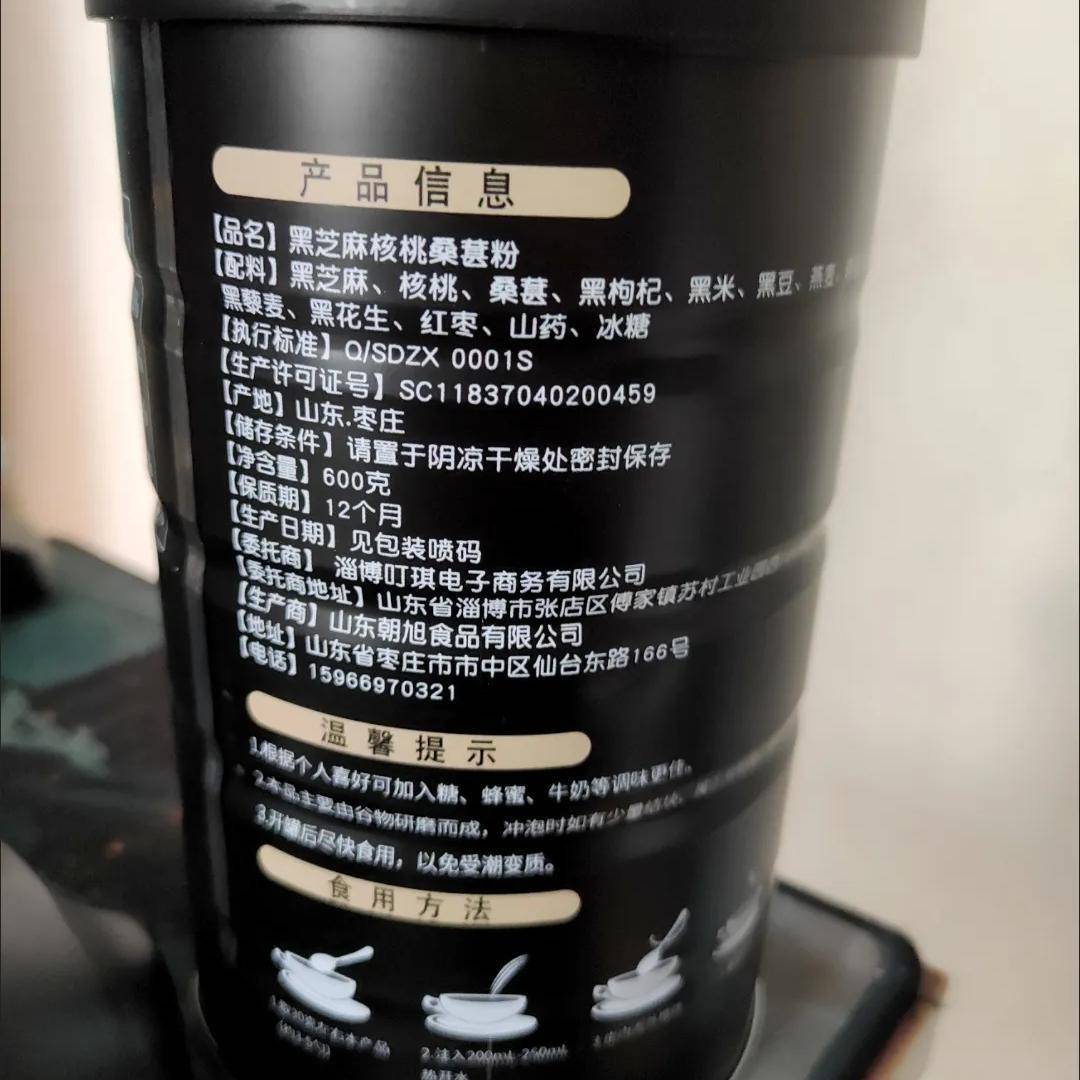 产品信息
【品名】黑芝麻核桃桑葚粉
【配料】黑芝麻、核桃、桑葚、黑枸杞、黑米、黑豆、燕麦、
黑藜麦、黑花生、红枣、山药、冰糖
【执行标准】Q/SDZX 0001S
【生产许可证号】SC11837040200459
【产地】山东.枣庄
【储存条件】请置于阴凉干燥处密封保存
【净含量】600克
【保质期】12个月
【生产日期】见包装喷码
【委托商】淄博叮琪电子商务有限公司
【委托商地址】山东省淄博市张店区傅家镇苏村工业园
【生产商】山东朝旭食品有限公司
【地址】山东省枣庄市市中区仙台东路166号
【电话】15966970321
温馨提示
1.根据个人喜好可加入糖、蜂蜜、牛奶等调味更佳。
2.本品主要由谷物研磨而成，冲泡时如有少量结块、
3.开罐后尽快食用，以免受潮变质。
食用方法
2.注入200mL-250mL
热开水